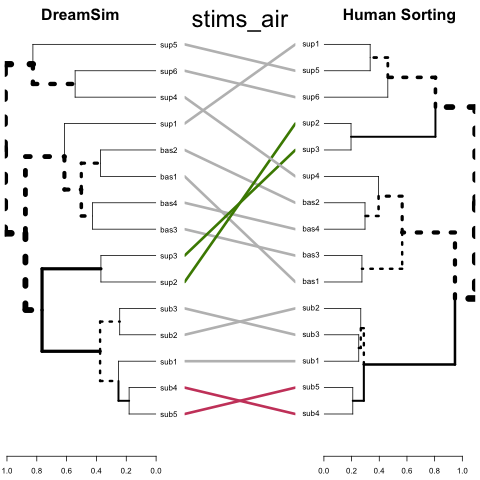 DreamSim stims_air Human Sorting
sup5 sup1
sup6 sup5
sup4 sup6
sup1 sup2
bas2 sup3
bas1 sup4
bas4 bas2
bas3 bas4
sup3 bas3
sup2 bas1
sub3 sub2
sub2 sub3
sub1 sub1
sub4 sub5
sub5 sub4
1.0 0.8 0.6 0.4 0.2 0.0 0.0 0.2 0.4 0.6 0.8 1.0